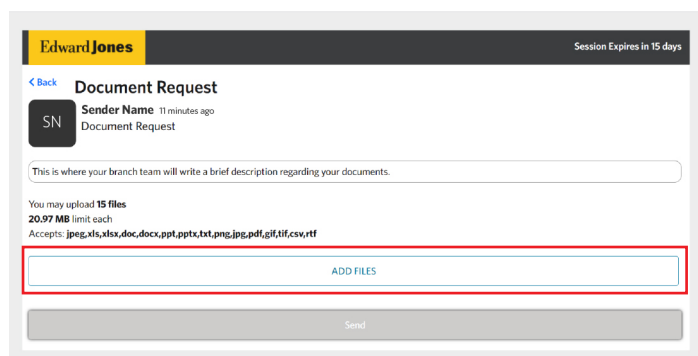 Edward Jones
Session Expires in 15 days
Back
Document Request
SN
Sender Name 11 minutes ago
Document Request
This is where your branch team will write a brief description regarding your documents.
You may upload 15 files
20.97 MB limit each
Accepts: jpeg,xls,xlsx,doc,docx,ppt,pptx,txt,png,jpg,pdf,gif,tif,csv,rtf
ADD FILES
Send